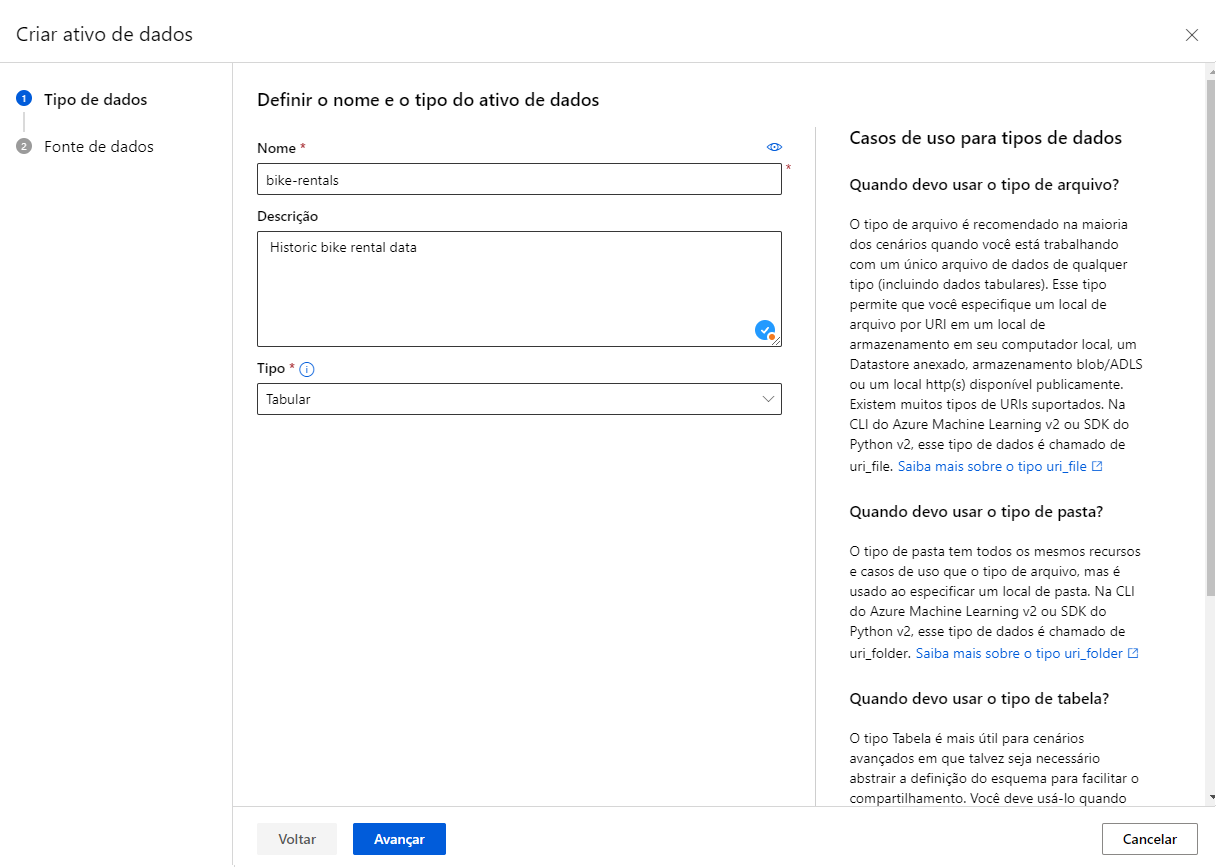 Criar ativo de dados
1 Tipo de dados
2 Fonte de dados
Definir o nome e o tipo do ativo de dados
Nome *
bike-rentals
*
Descrição
Historic bike rental data
Tipo *
Tabular
Casos de uso para tipos de dados
Quando devo usar o tipo de arquivo?
O tipo de arquivo é recomendado na maioria
dos cenários quando você está trabalhando
com um único arquivo de dados de qualquer
tipo (incluindo dados tabulares). Esse tipo
permite que você especifique um local de
arquivo por URI em um local de
armazenamento em seu computador local, um
Datastore anexado, armazenamento blob/ADLS
ou um local http(s) disponível publicamente.
Existem muitos tipos de URIs suportados. Na
CLI do Azure Machine Learning v2 ou SDK do
Python v2, esse tipo de dados é chamado de
uri_file. Saiba mais sobre o tipo uri_file
Quando devo usar o tipo de pasta?
O tipo de pasta tem todos os mesmos recursos
e casos de uso que o tipo de arquivo, mas é
usado ao especificar um local de pasta. Na CLI
do Azure Machine Learning v2 ou SDK do
Python v2, esse tipo de dados é chamado de
uri_folder. Saiba mais sobre o tipo uri_folder
Quando devo usar o tipo de tabela?
O tipo Tabela é mais útil para cenários
avançados em que talvez seja necessário
abstrair a definição do esquema para facilitar o
compartilhamento. Você deve usá-lo quando
Voltar
Avançar
Cancelar